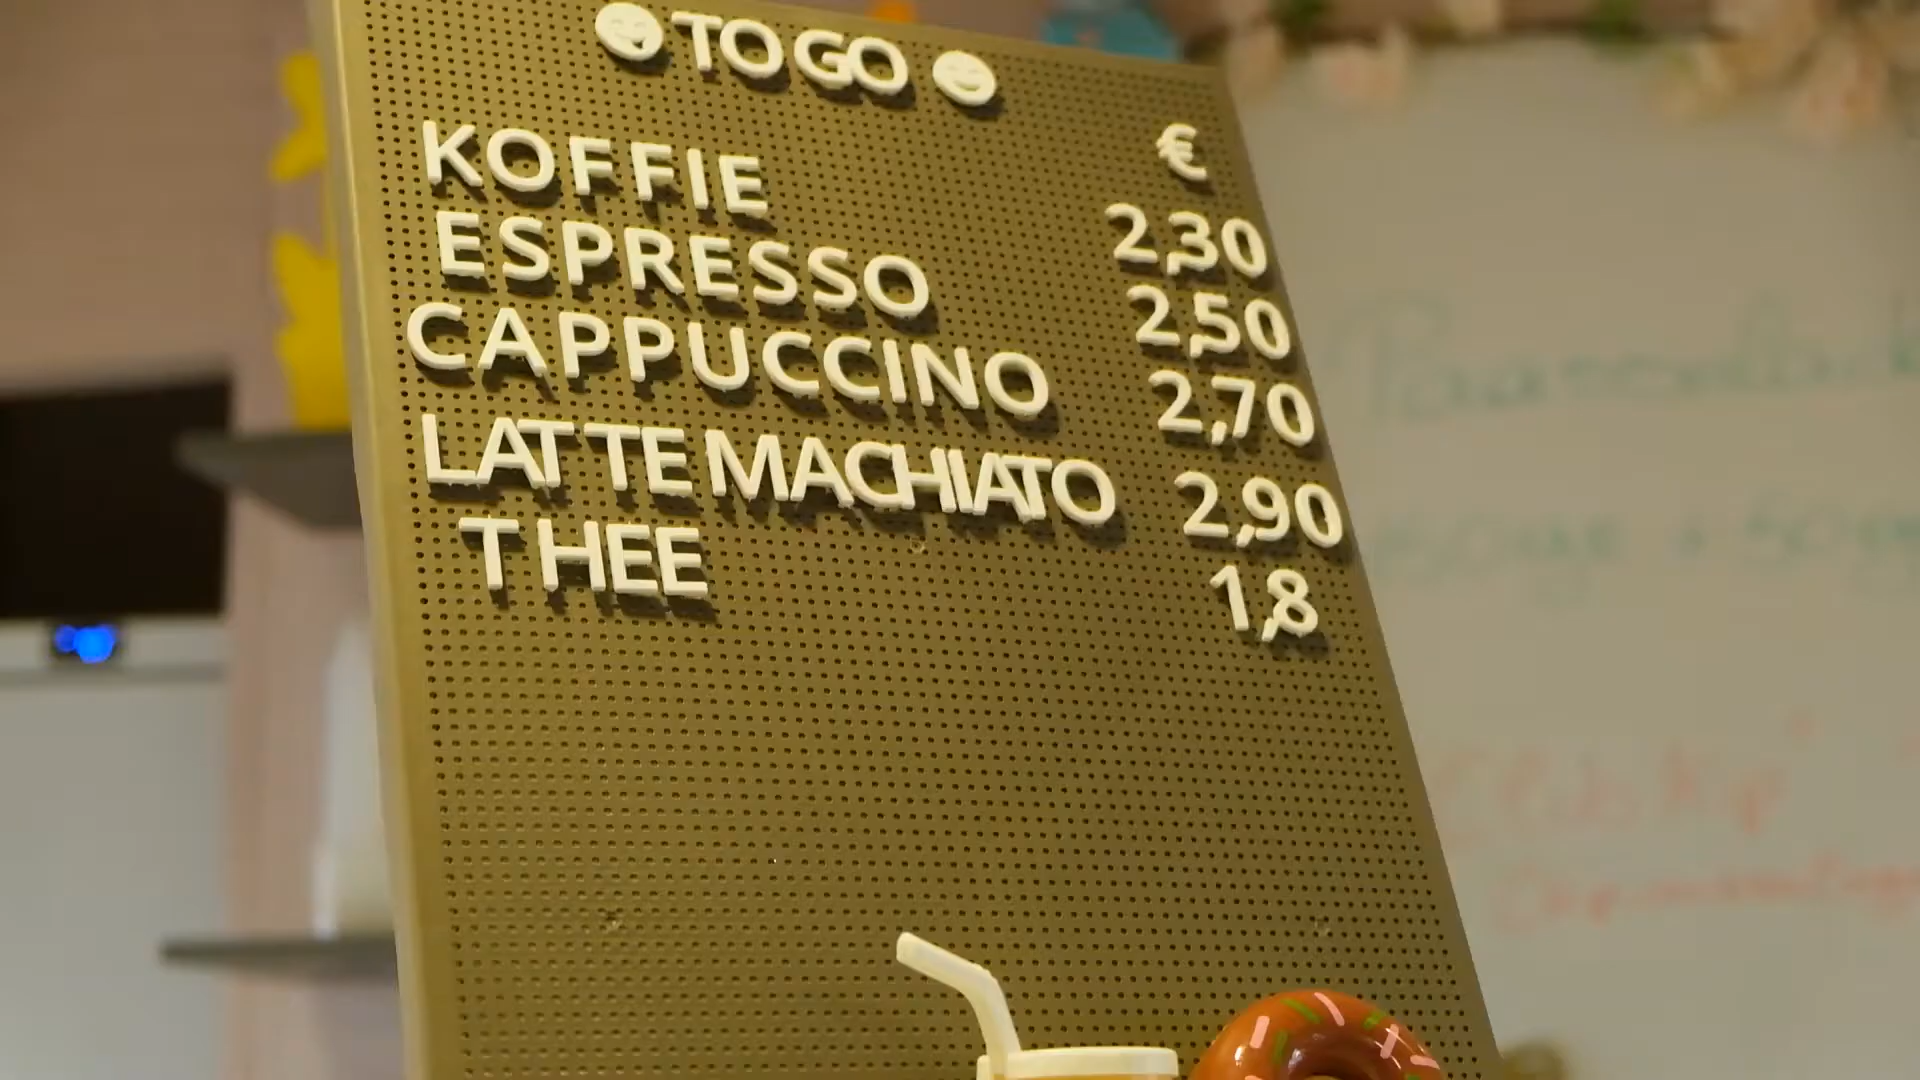 😄 TO GO 😄
€
KOFFIE 2,30
ESPRESSO 2,50
CAPPUCCINO 2,70
LATTE MACHIATO 2,90
THEE 1,8